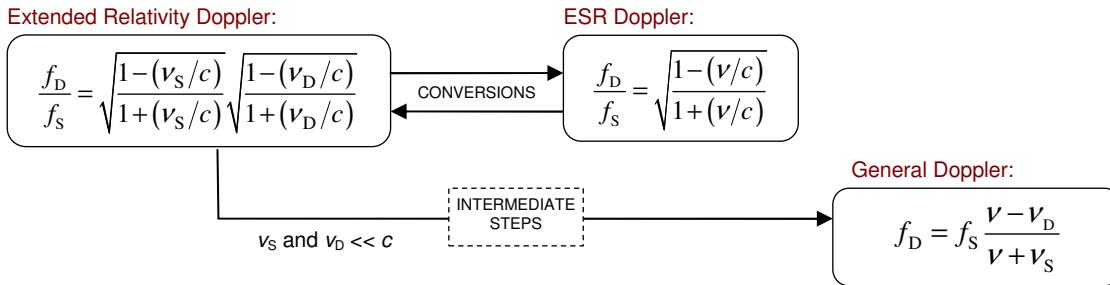 Extended Relativity Doppler:
ESR Doppler:
f_D/f_S = √((1−(v_S/c))/(1+(v_S/c))) √((1−(v_D/c))/(1+(v_D/c)))
CONVERSIONS
f_D/f_S = √((1−(v/c))/(1+(v/c)))
General Doppler:
INTERMEDIATE
STEPS
v_S and v_D << c
f_D = f_S (v − v_D)/(v + v_S)